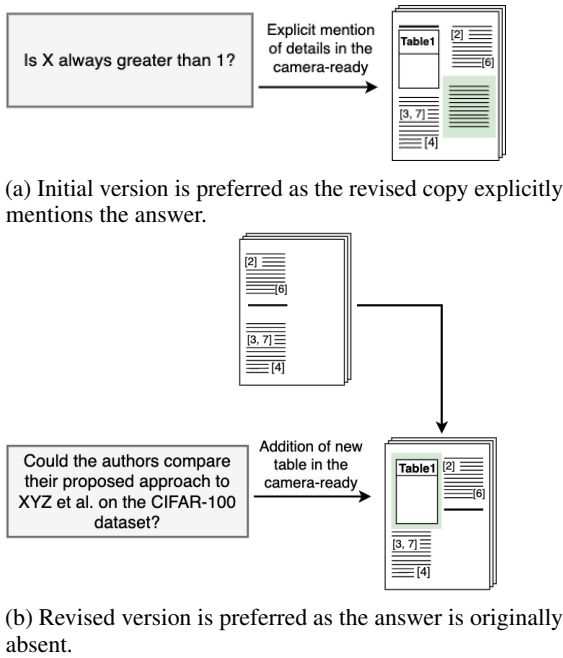 Is X always greater than 1?
Explicit mention
of details in the
camera-ready
Table1
[2]
[6]
[3, 7]
[4]
(a) Initial version is preferred as the revised copy explicitly
mentions the answer.
[2]
[6]
[3, 7]
[4]
Could the authors compare
their proposed approach to
XYZ et al. on the CIFAR-100
dataset?
Addition of new
table in the
camera-ready
Table1
[2]
[6]
[3, 7]
[4]
(b) Revised version is preferred as the answer is originally
absent.